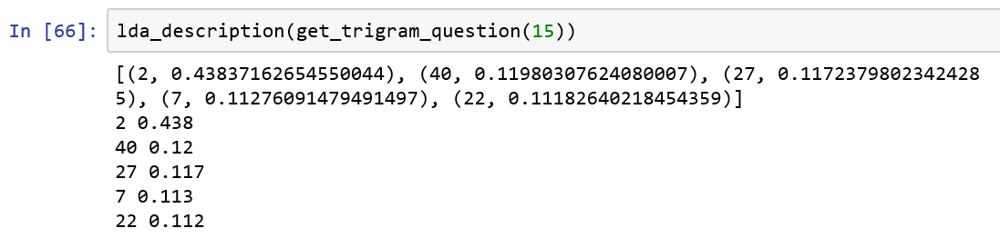 In [66]: lda_description(get_trigram_question(15))
[(2, 0.43837162654550044), (40, 0.11980307624080007), (27, 0.1172379802342428
5), (7, 0.11276091479491497), (22, 0.11182640218454359)]
2 0.438
40 0.12
27 0.117
7 0.113
22 0.112